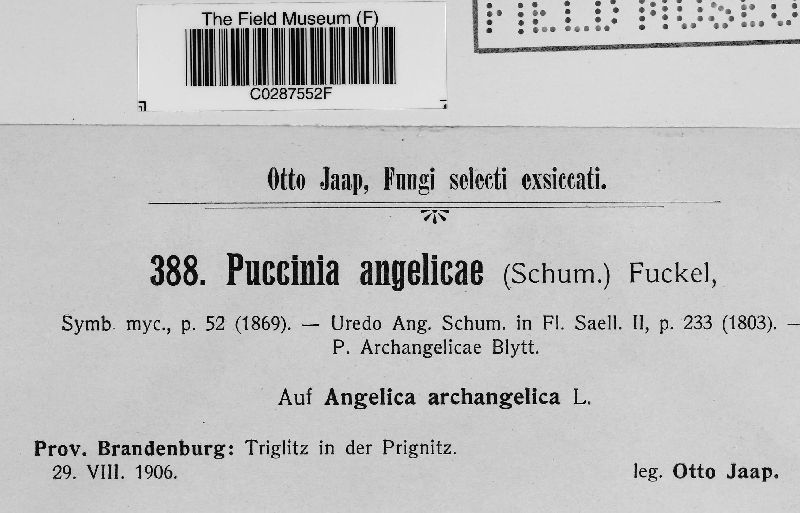 The Field Museum (F)
FIELD MUSEU
C0287552F
Otto Jaap, Fungi selecti exsiccati.
388. Puccinia angelicae (Schum.) Fuckel,
Symb. myc., p. 52 (1869). — Uredo Ang. Schum. in Fl. Saell. II, p. 233 (1803). —
P. Archangelicae Blytt.
Auf Angelica archangelica L.
Prov. Brandenburg: Triglitz in der Prignitz.
29. VIII. 1906.
leg. Otto Jaap.